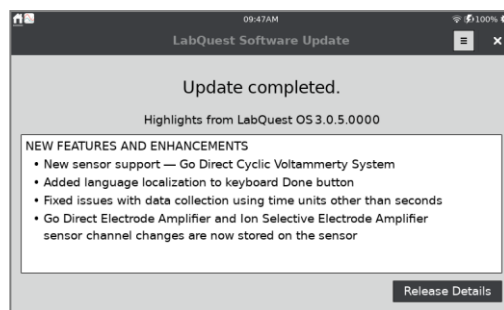 09:47AM
100%
LabQuest Software Update
Update completed.
Highlights from LabQuest OS 3.0.5.0000
NEW FEATURES AND ENHANCEMENTS
• New sensor support — Go Direct Cyclic Voltammerty System
• Added language localization to keyboard Done button
• Fixed issues with data collection using time units other than seconds
• Go Direct Electrode Amplifier and Ion Selective Electrode Amplifier
sensor channel changes are now stored on the sensor
Release Details